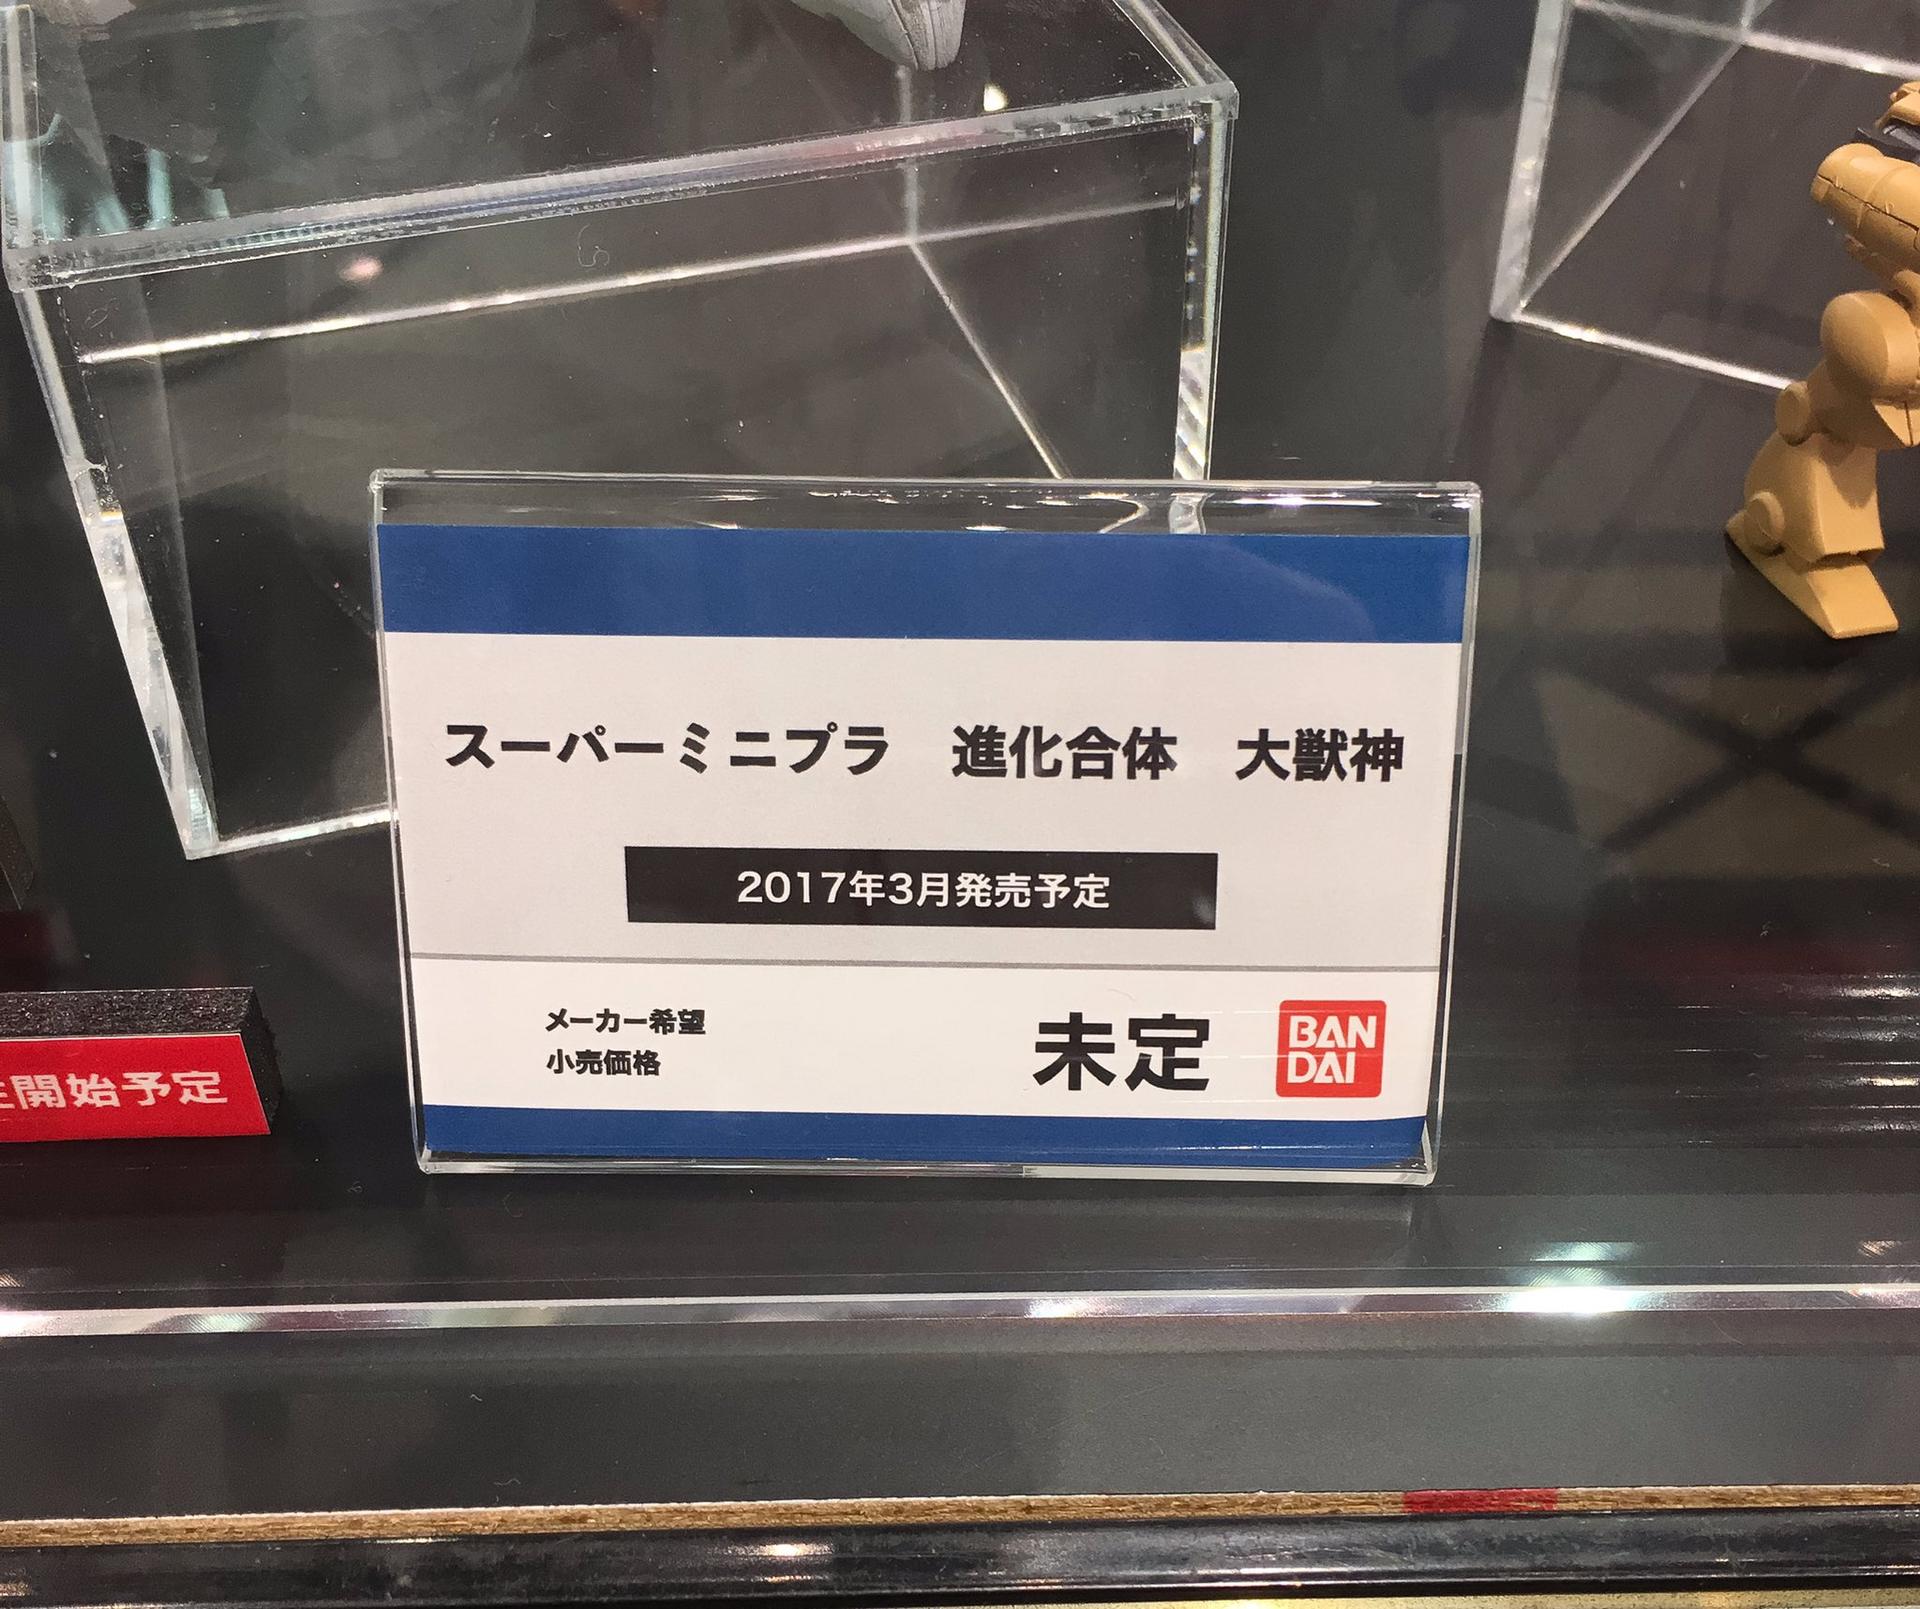 スーパーミニプラ　進化合体　大獣神
2017年3月発売予定
メーカー希望
小売価格
未定
BAN
DAI
開始予定